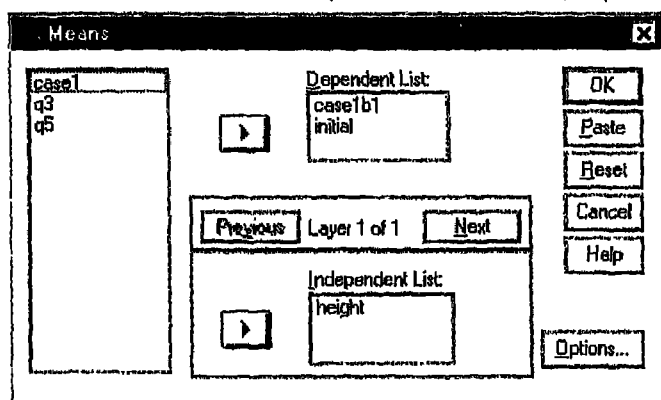 Means
case1
q3
q5
Dependent List:
case1b1
initial
Previous
Layer 1 of 1
Next
Independent List:
height
OK
Paste
Reset
Cancel
Help
Options...